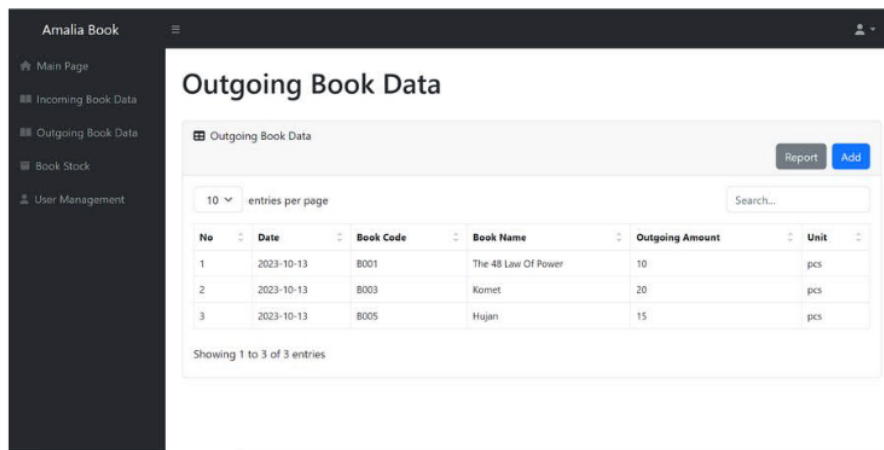 Amalia Book
Main Page
Incoming Book Data
Outgoing Book Data
Book Stock
User Management
Outgoing Book Data
Outgoing Book Data
Report Add
10 entries per page Search...
No Date Book Code Book Name Outgoing Amount Unit
1 2023-10-13 B001 The 48 Law Of Power 10 pcs
2 2023-10-13 B003 Komet 20 pcs
3 2023-10-13 B005 Hujan 15 pcs
Showing 1 to 3 of 3 entries